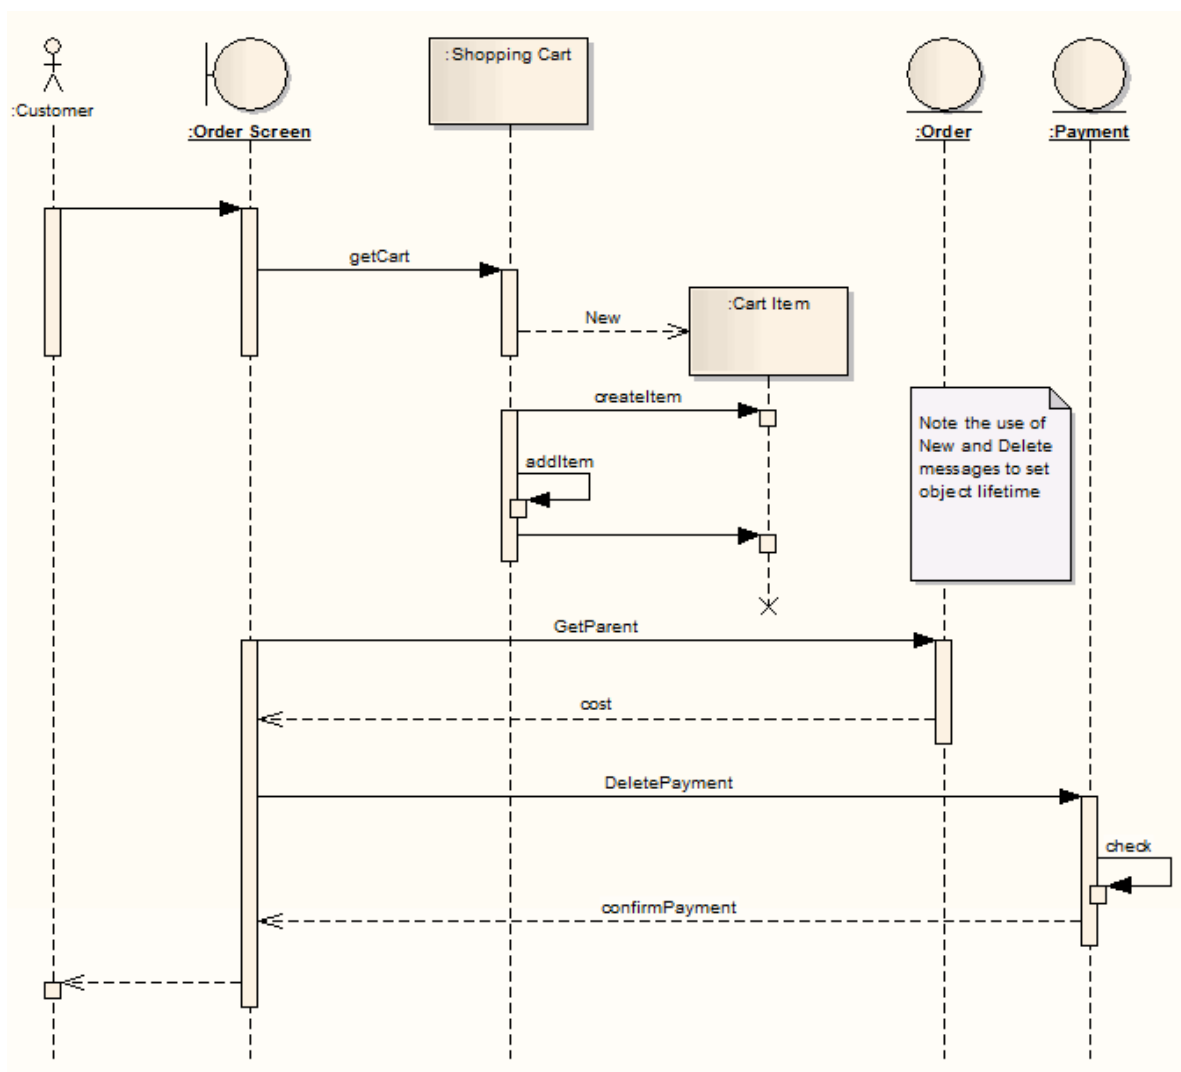 :Customer
:Order Screen
:Shopping Cart
:Order
:Payment
getCart
New
:Cart Item
createItem
addItem
Note the use of
New and Delete
messages to set
object lifetime
GetParent
cost
DeletePayment
check
confirmPayment